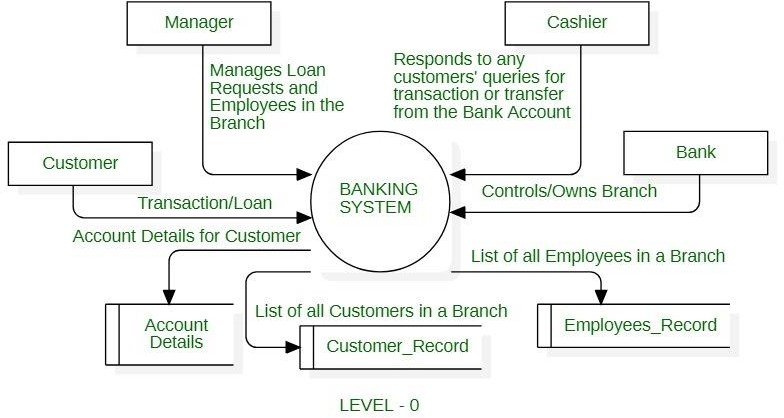 Manager
Cashier
Manages Loan
Requests and
Employees in the
Branch
Responds to any
customers' queries for
transaction or transfer
from the Bank Account
Customer
Bank
BANKING
SYSTEM
Transaction/Loan
Controls/Owns Branch
Account Details for Customer
List of all Employees in a Branch
List of all Customers in a Branch
Account
Details
Customer_Record
Employees_Record
LEVEL - 0